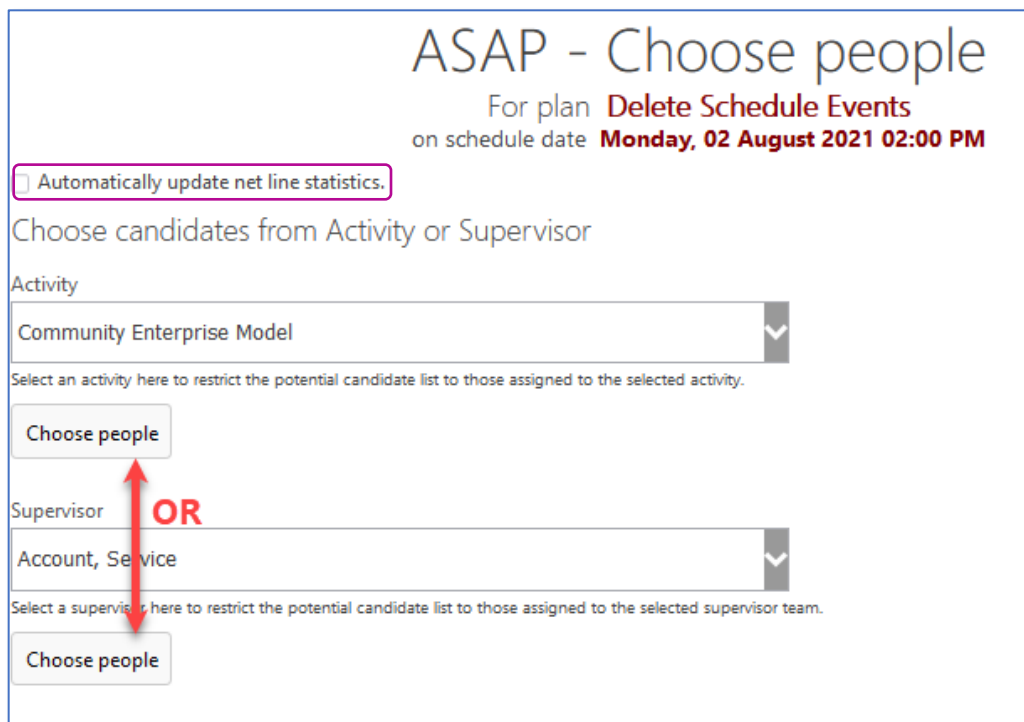 ASAP - Choose people
For plan Delete Schedule Events
on schedule date Monday, 02 August 2021 02:00 PM
Automatically update net line statistics.
Choose candidates from Activity or Supervisor
Activity
Community Enterprise Model
Select an activity here to restrict the potential candidate list to those assigned to the selected activity.
Choose people
OR
Supervisor
Account, Service
Select a supervisor here to restrict the potential candidate list to those assigned to the selected supervisor team.
Choose people